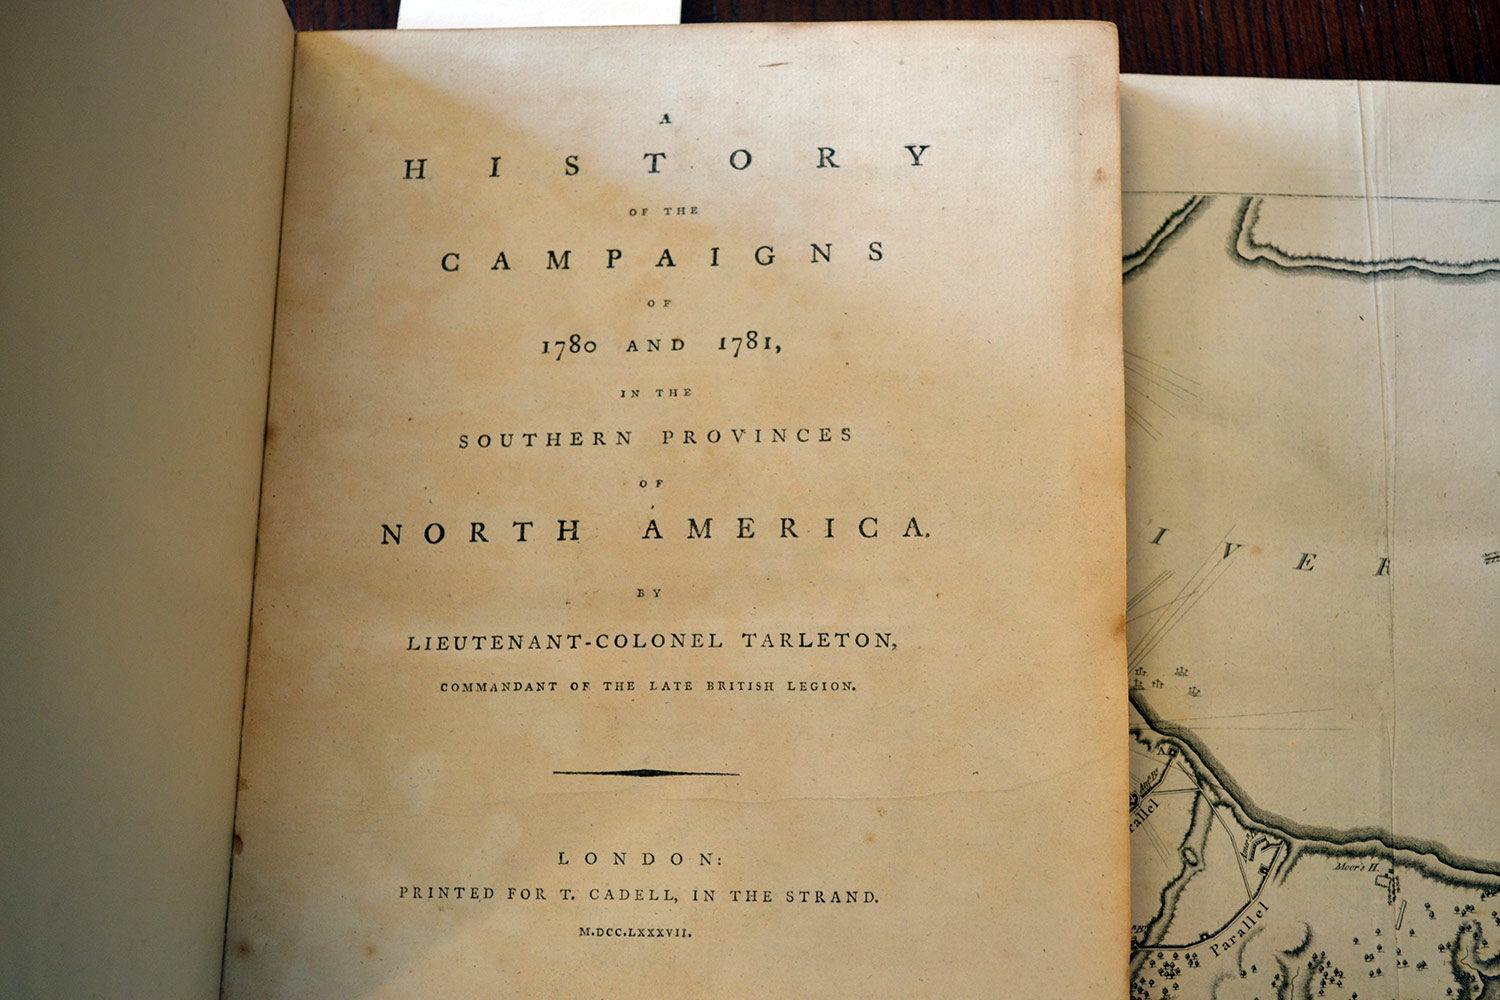 A
HISTORY
OF THE
CAMPAIGNS
OF
1780 AND 1781,
IN THE
SOUTHERN PROVINCES
OF
NORTH AMERICA.
BY
LIEUTENANT-COLONEL TARLETON,
COMMANDANT OF THE LATE BRITISH LEGION.
LONDON:
PRINTED FOR T. CADELL, IN THE STRAND.
M.DCC.LXXXVII.
IVER
A
Parallel
Moor's H.